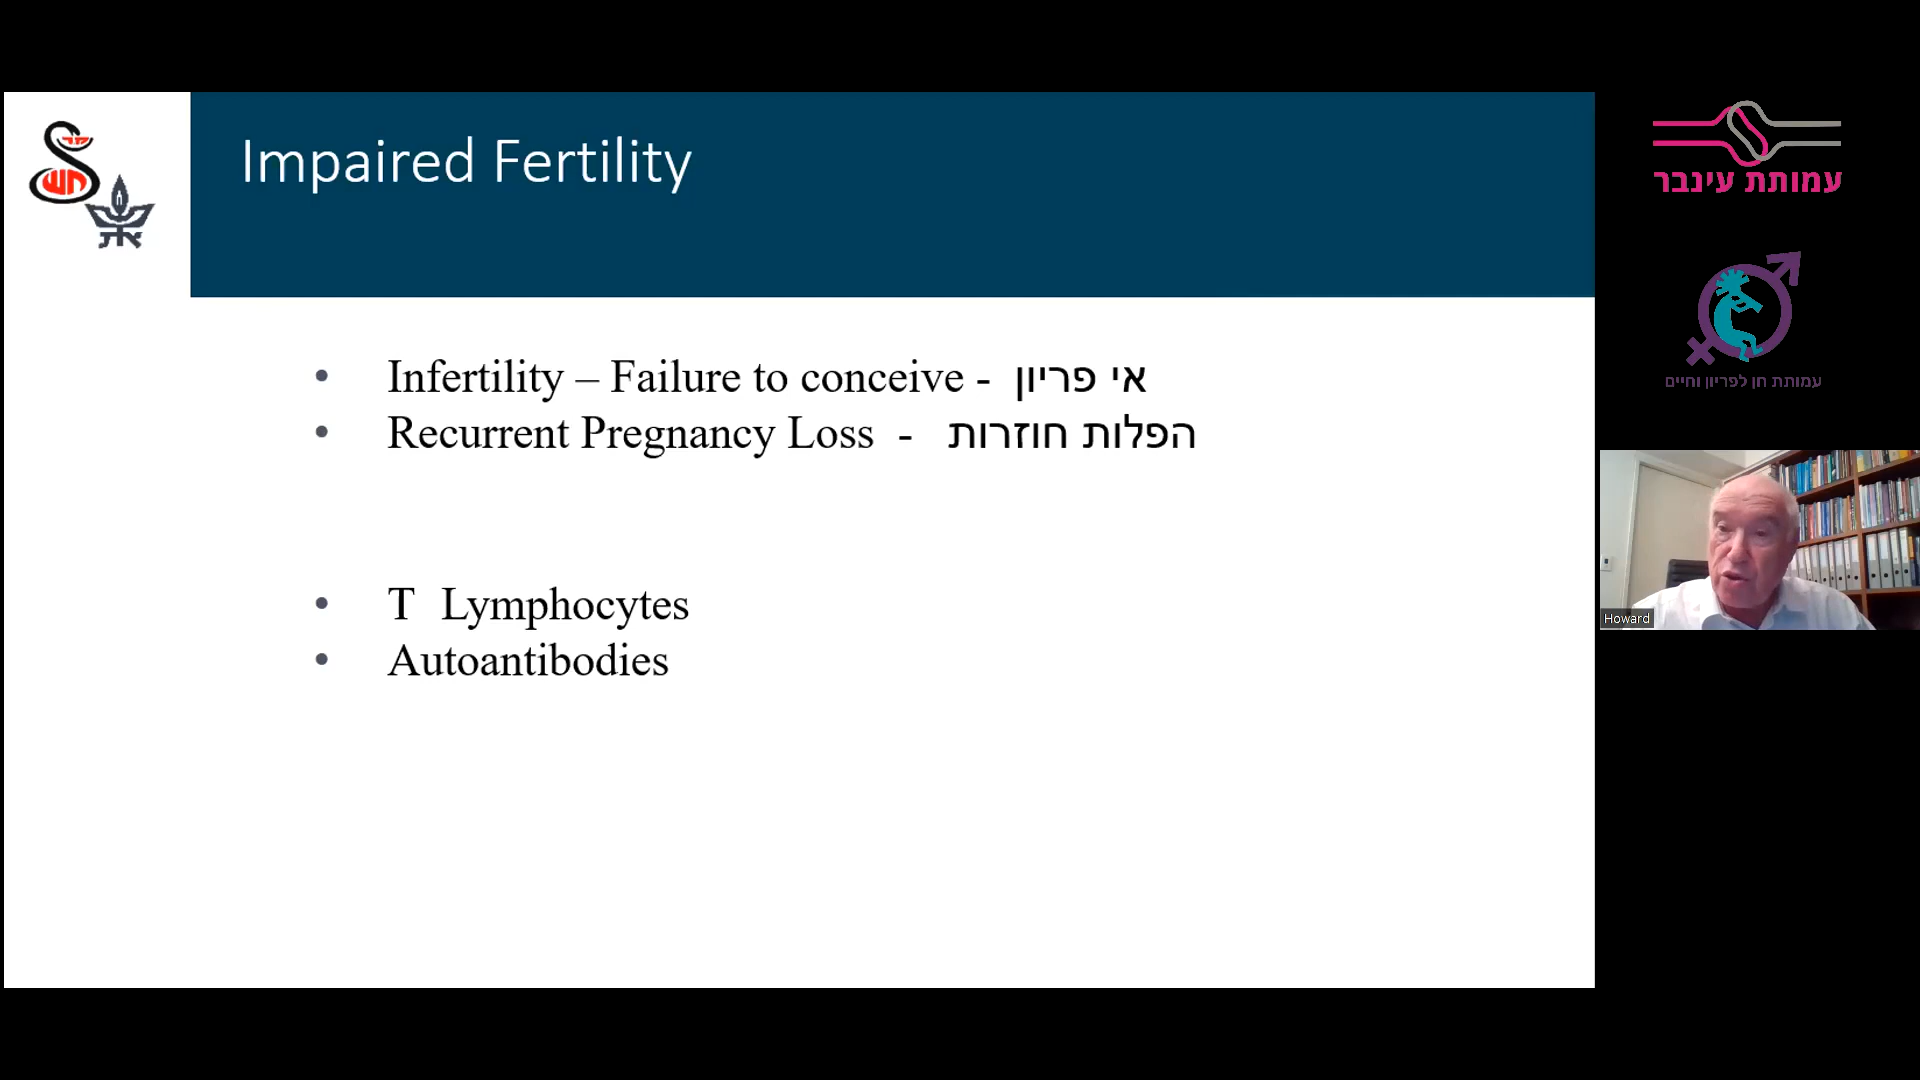 Impaired Fertility
Infertility – Failure to conceive - אי פריון
Recurrent Pregnancy Loss - הפלות חוזרות
T Lymphocytes
Autoantibodies
עמותת עינבר
עמותת חן לפריון וחיים
Howard